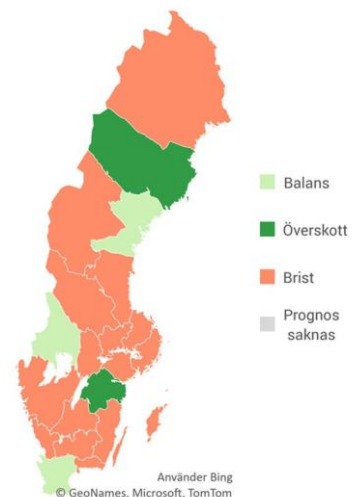 Balans
Överskott
Brist
Prognos
saknas
Använder Bing
© GeoNames, Microsoft, TomTom